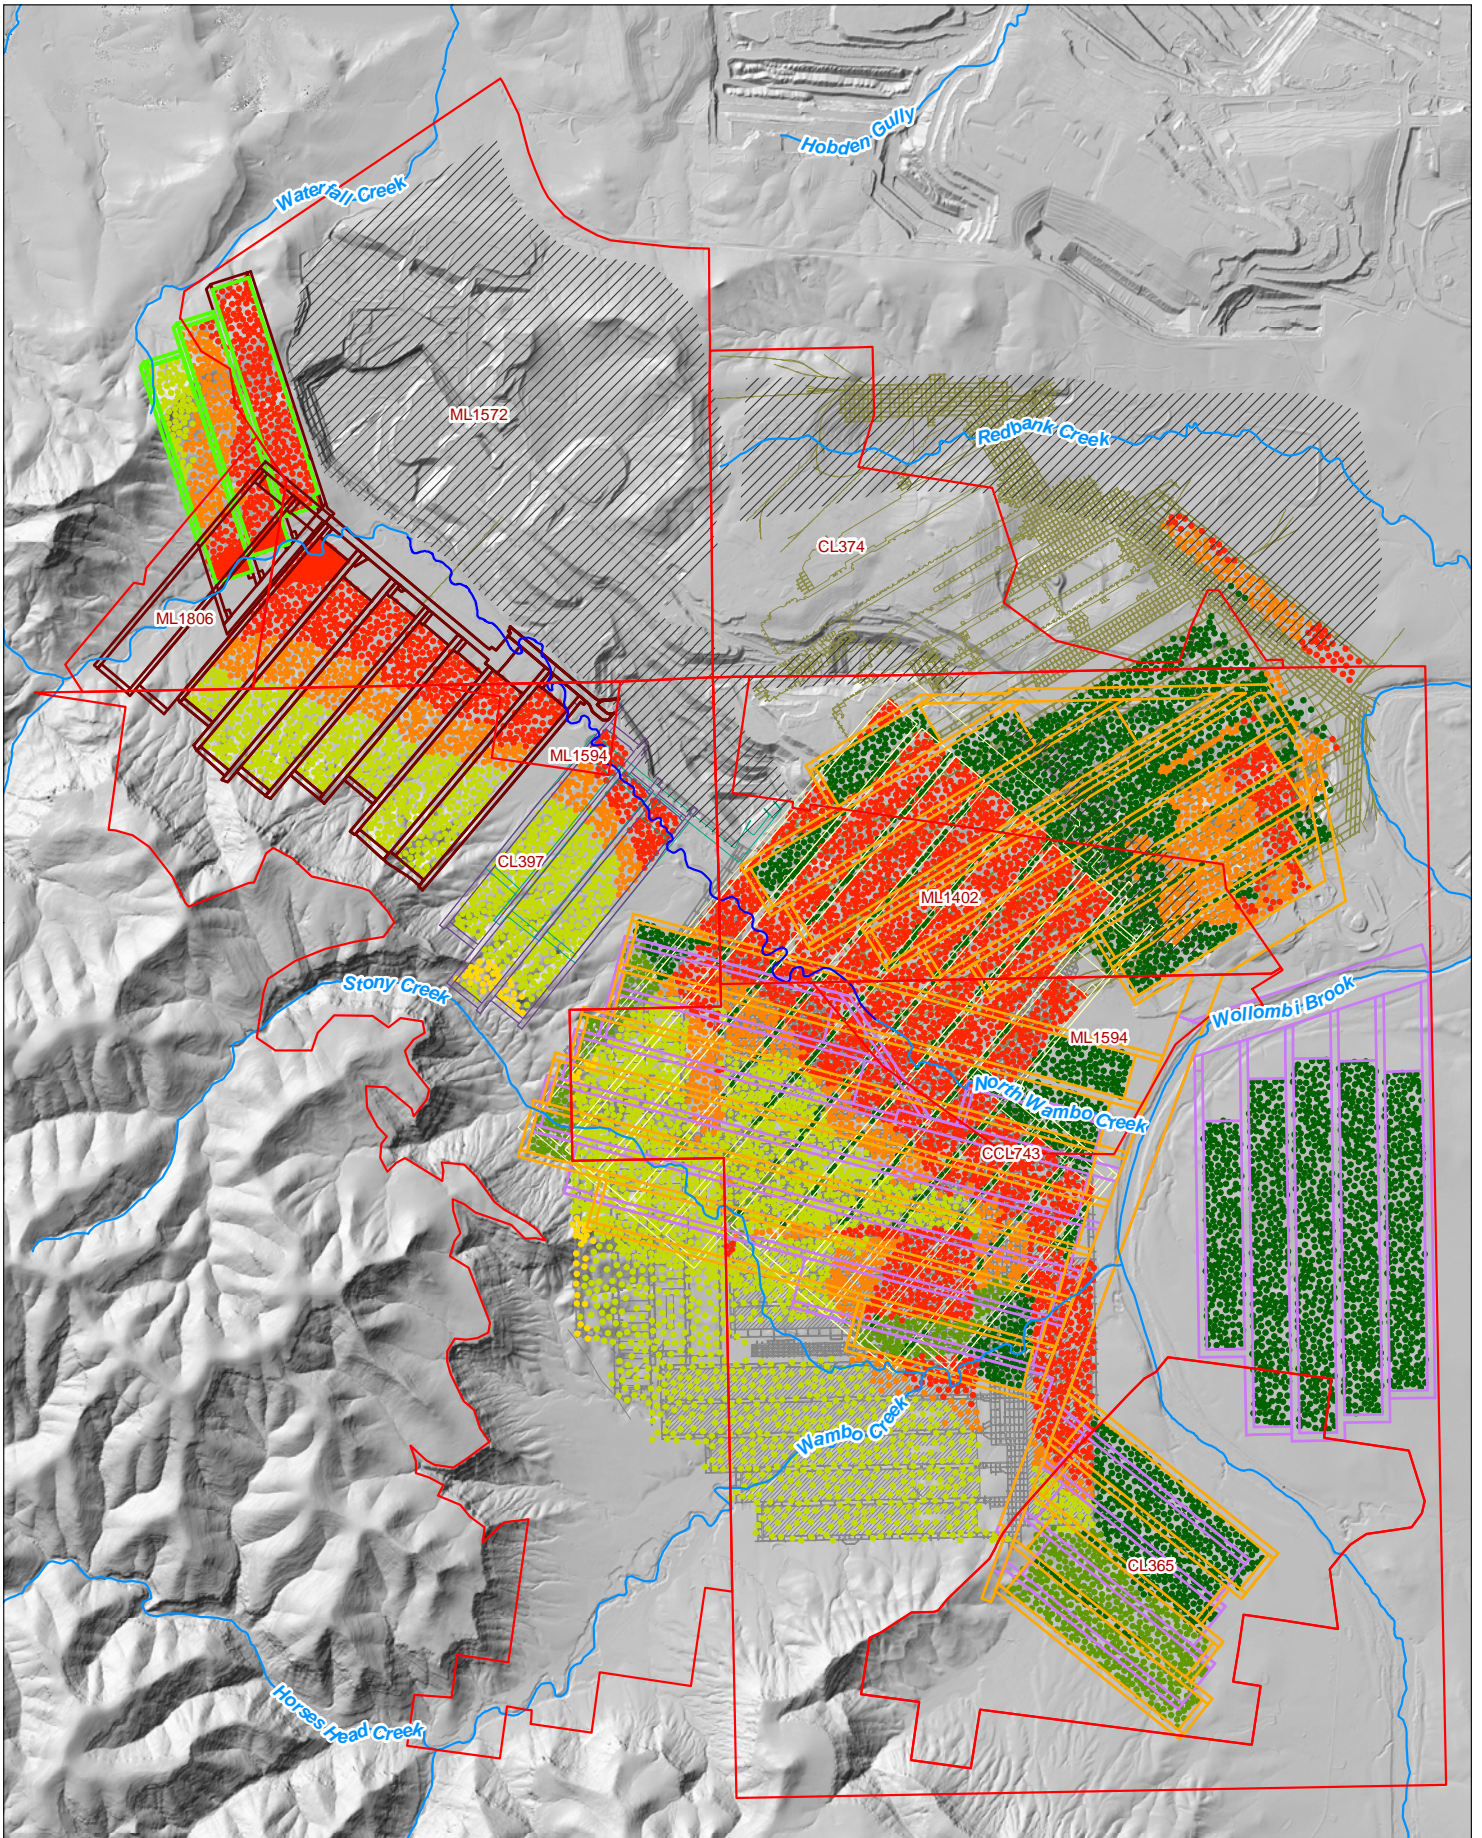 Hobden Gully
Waterfall Creek
ML1572
Redbank Creek
CL374
ML1806
ML1594
CL397
ML1402
Stony Creek
Wollombi Brook
ML1594
North Wambo Creek
CCL743
Wambo Creek
CL365
Horses Head Creek